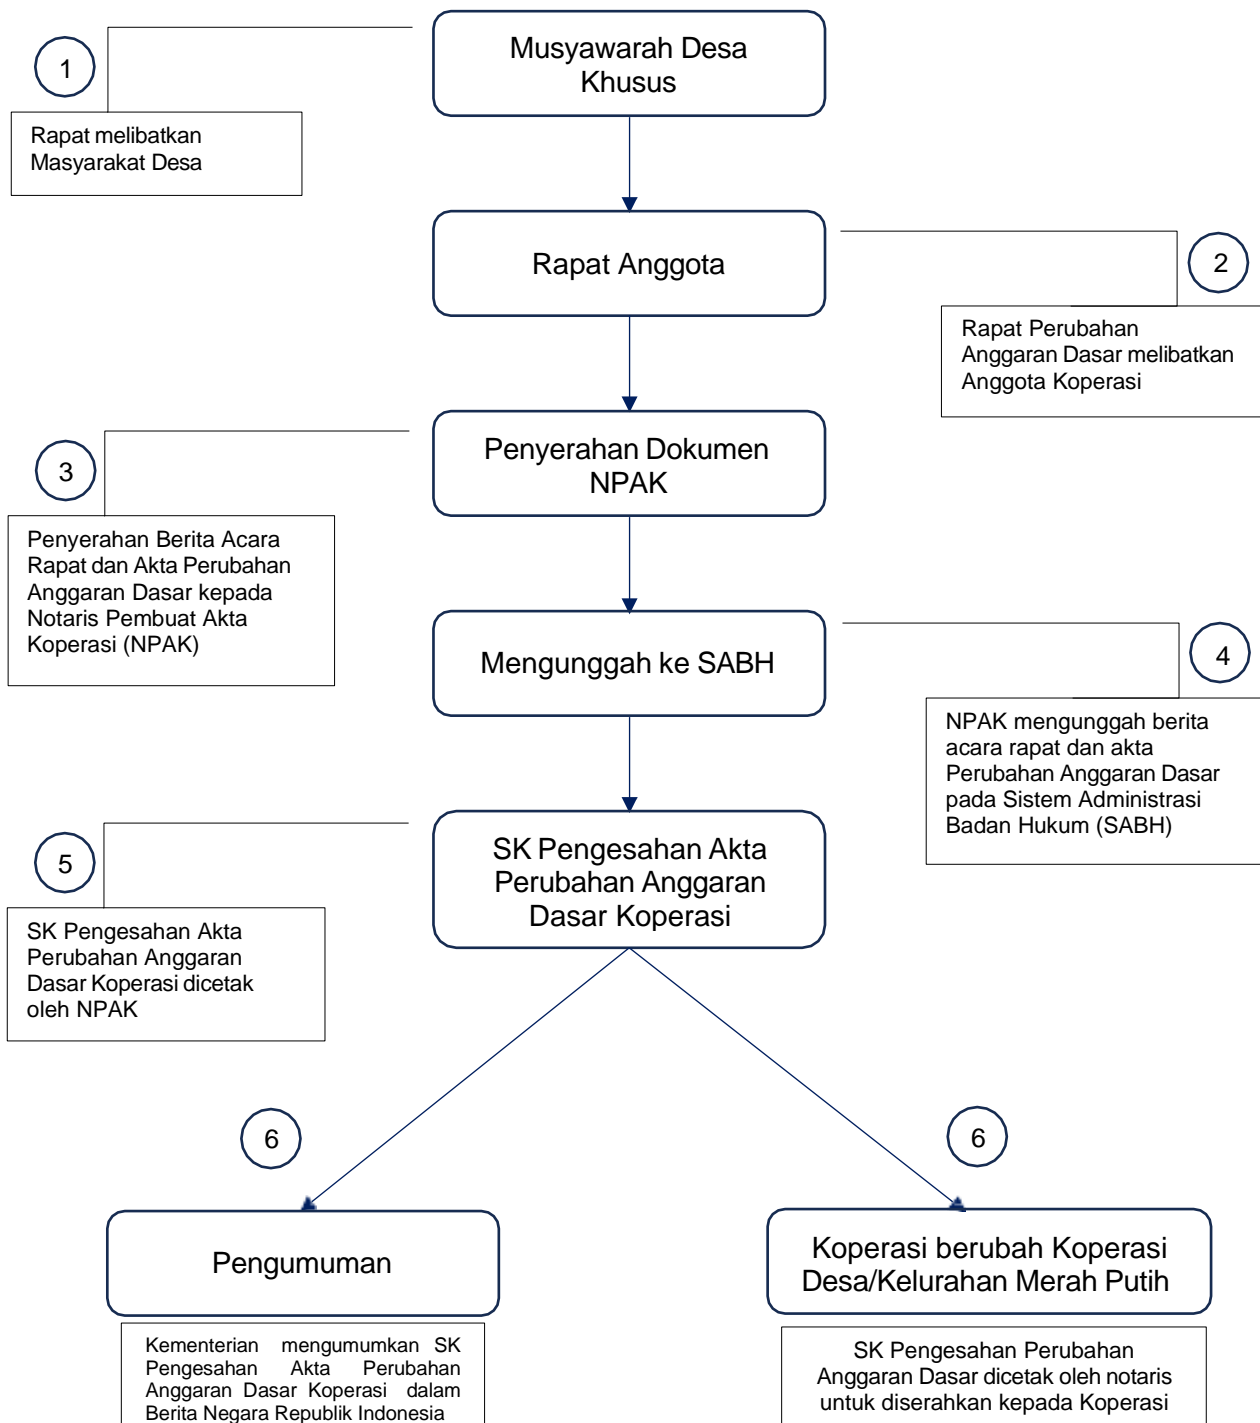 Musyawarah Desa
Khusus
1
Rapat melibatkan
Masyarakat Desa
Rapat Anggota
2
Rapat Perubahan
Anggaran Dasar melibatkan
Anggota Koperasi
Penyerahan Dokumen
NPAK
3
Penyerahan Berita Acara
Rapat dan Akta Perubahan
Anggaran Dasar kepada
Notaris Pembuat Akta
Koperasi (NPAK)
Mengunggah ke SABH
4
NPAK mengunggah berita
acara rapat dan akta
Perubahan Anggaran Dasar
pada Sistem Administrasi
Badan Hukum (SABH)
SK Pengesahan Akta
Perubahan Anggaran
Dasar Koperasi
5
SK Pengesahan Akta
Perubahan Anggaran
Dasar Koperasi dicetak
oleh NPAK
6
6
Pengumuman
Kementerian mengumumkan SK
Pengesahan Akta Perubahan
Anggaran Dasar Koperasi dalam
Berita Negara Republik Indonesia
Koperasi berubah Koperasi
Desa/Kelurahan Merah Putih
SK Pengesahan Perubahan
Anggaran Dasar dicetak oleh notaris
untuk diserahkan kepada Koperasi